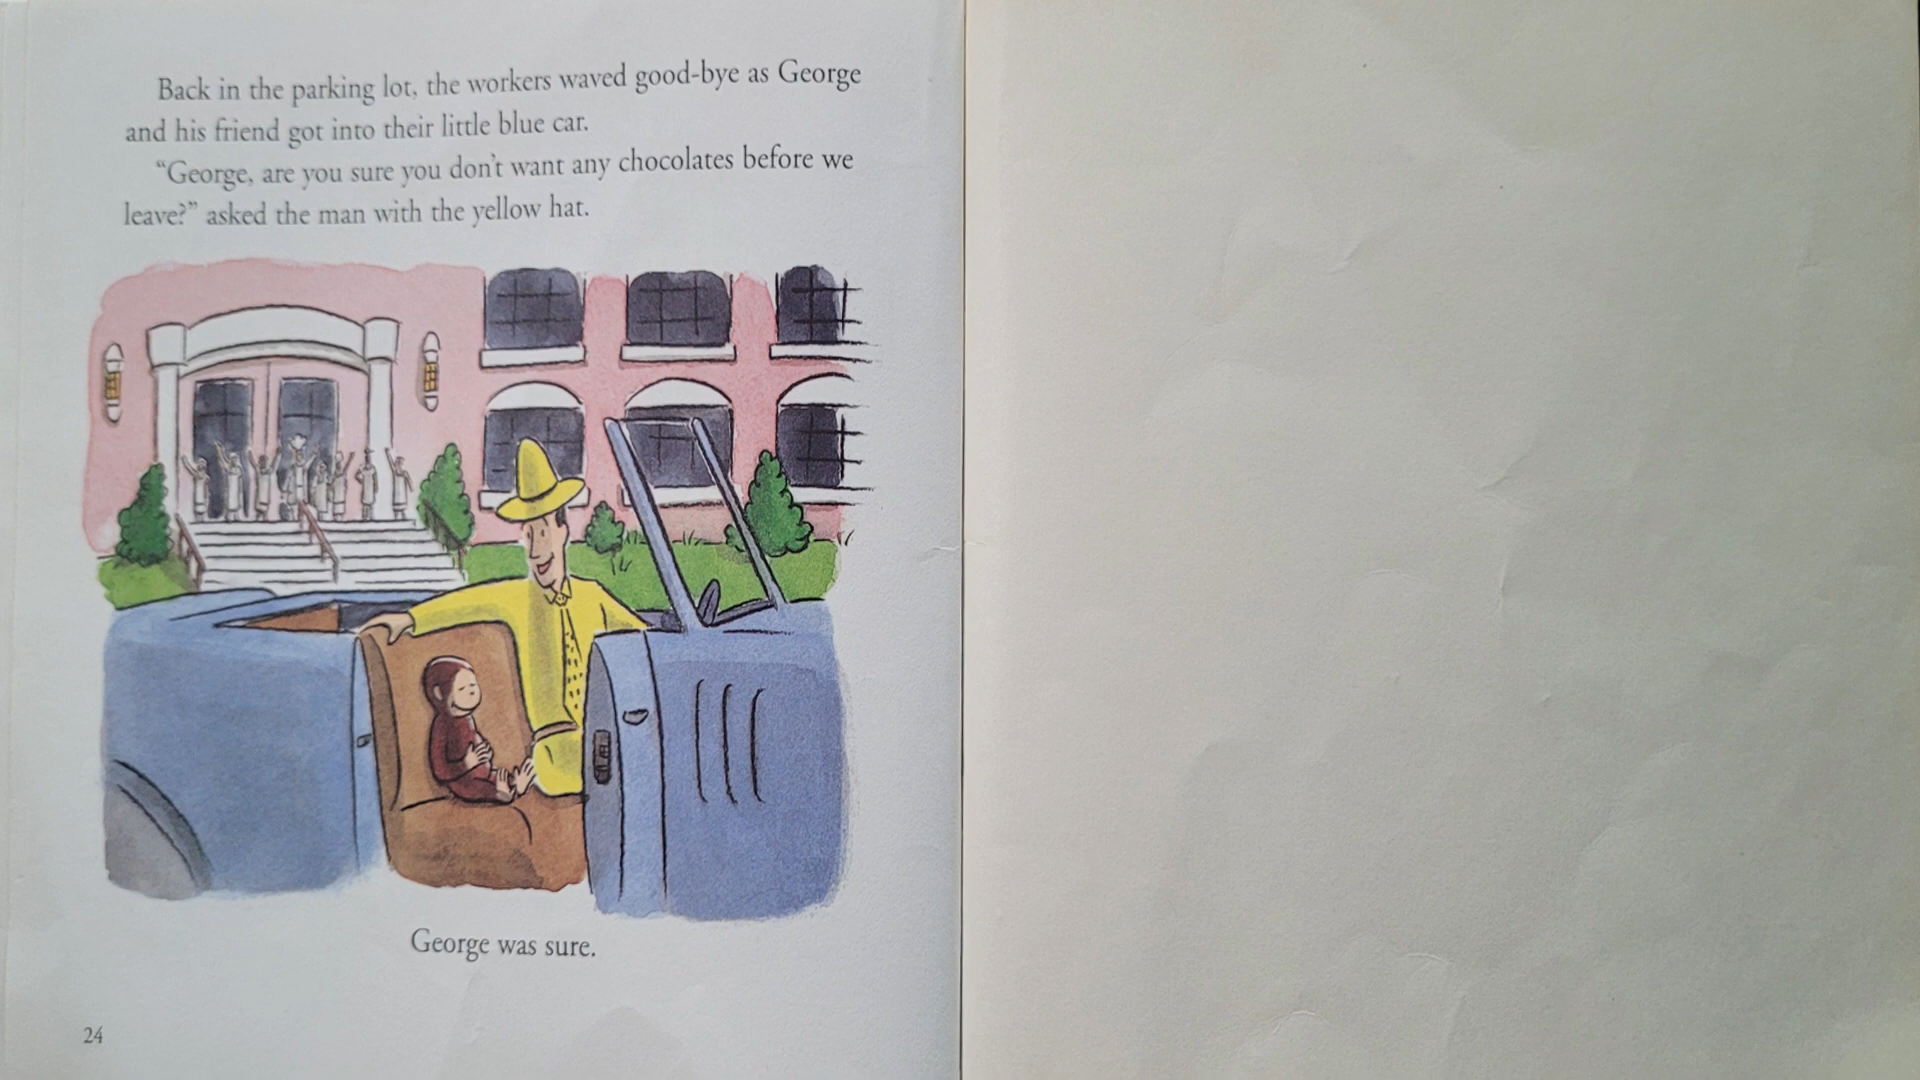 Back in the parking lot, the workers waved good-bye as George
and his friend got into their little blue car.
“George, are you sure you don’t want any chocolates before we
leave?” asked the man with the yellow hat.
George was sure.
24